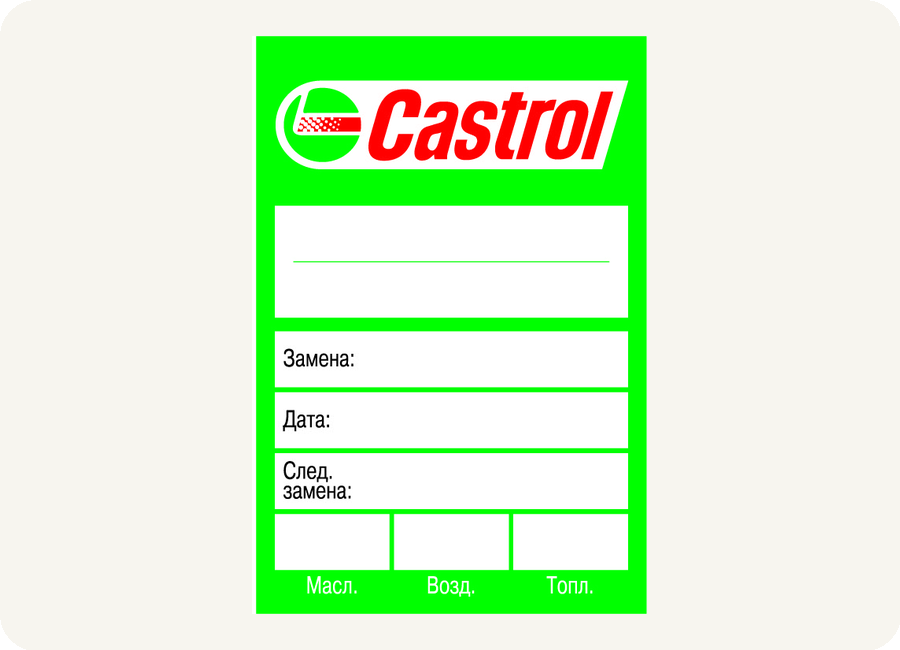 Castrol
Замена:
Дата:
След.
замена:
Масл.
Возд.
Топл.